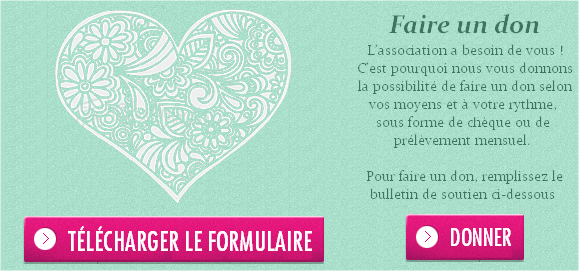 Faire un don
L'association a besoin de vous !
C'est pourquoi nous vous donnons
la possibilité de faire un don selon
vos moyens et à votre rythme,
sous forme de chèque ou de
prélèvement mensuel.
Pour faire un don, remplissez le
bulletin de soutien ci-dessous
TÉLÉCHARGER LE FORMULAIRE
DONNER